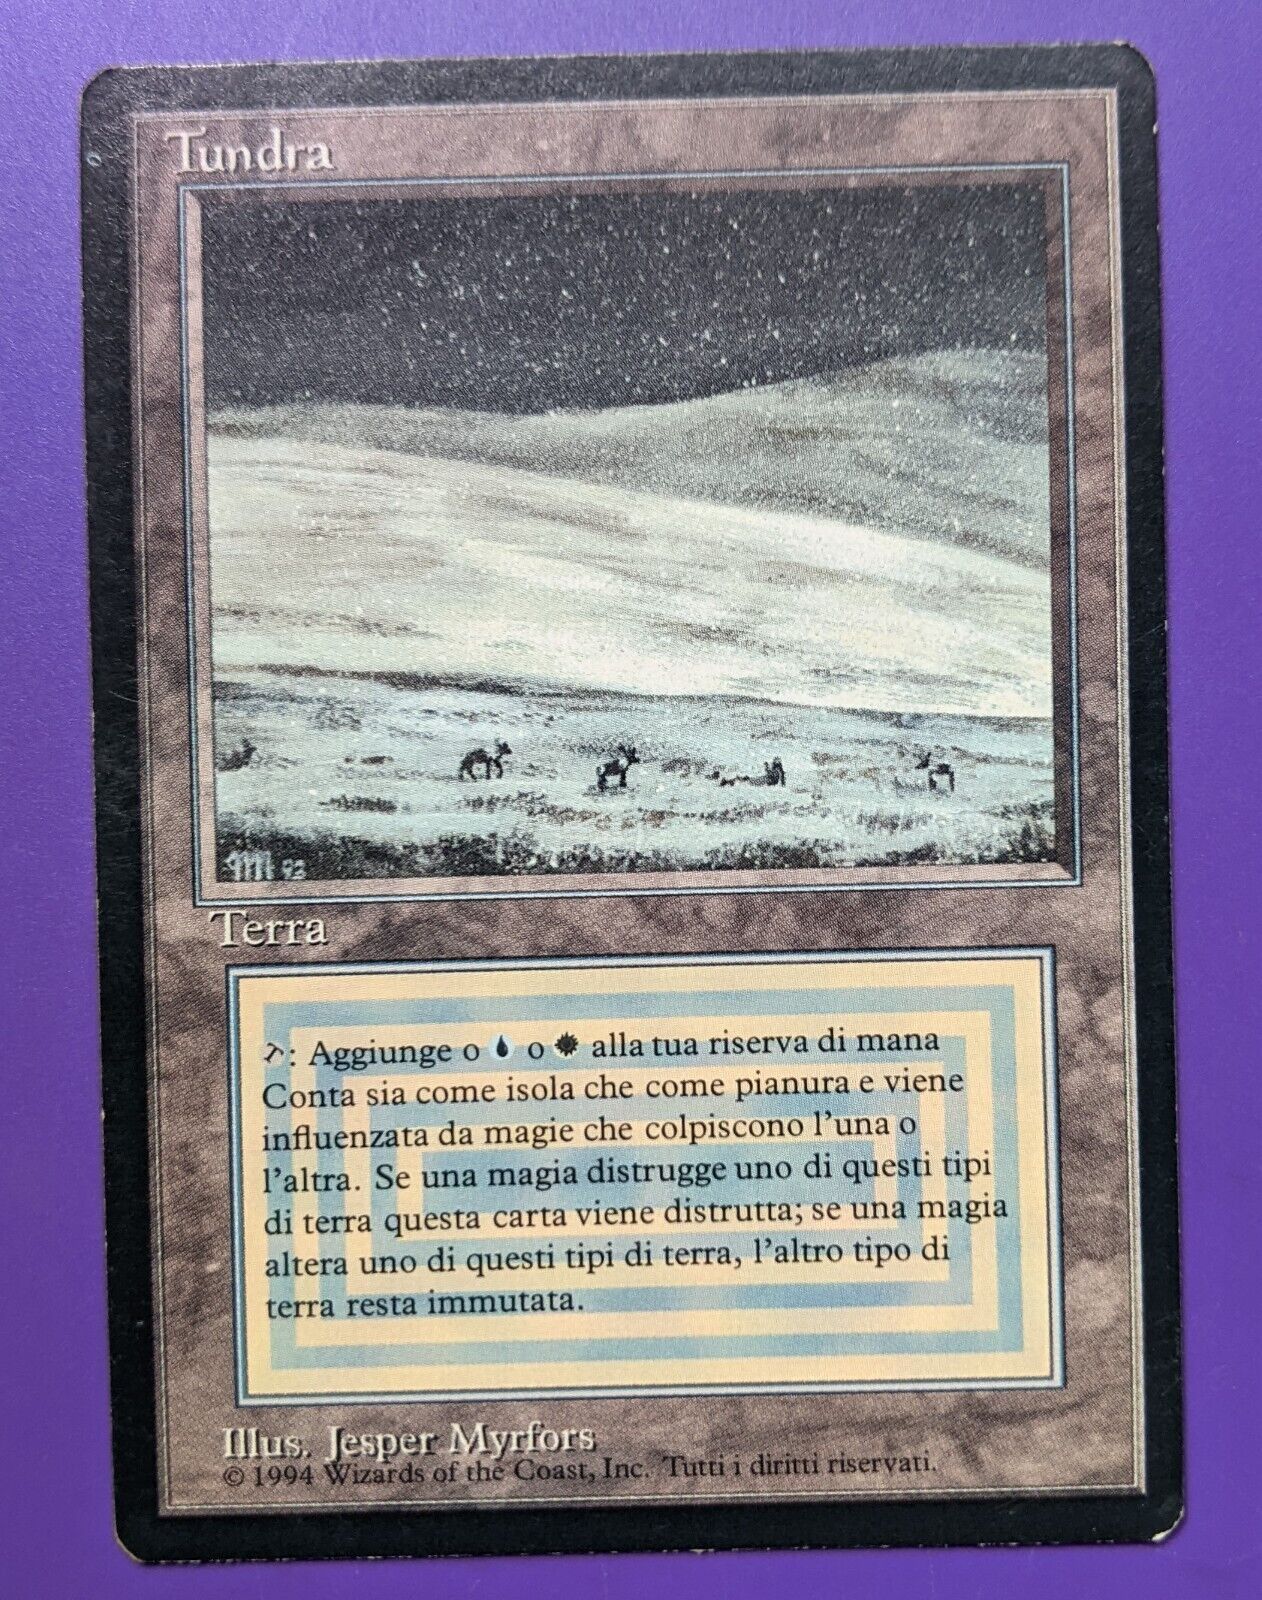 Tundra
M 93
Terra
: Aggiunge o o alla tua riserva di mana
Conta sia come isola che come pianura e viene
influenzata da magie che colpiscono l'una o
l'altra. Se una magia distrugge uno di questi tipi
di terra questa carta viene distrutta; se una magia
altera uno di questi tipi di terra, l'altro tipo di
terra resta immutata.
Illus. Jesper Myrfors
© 1994 Wizards of the Coast, Inc. Tutti i diritti riservati.